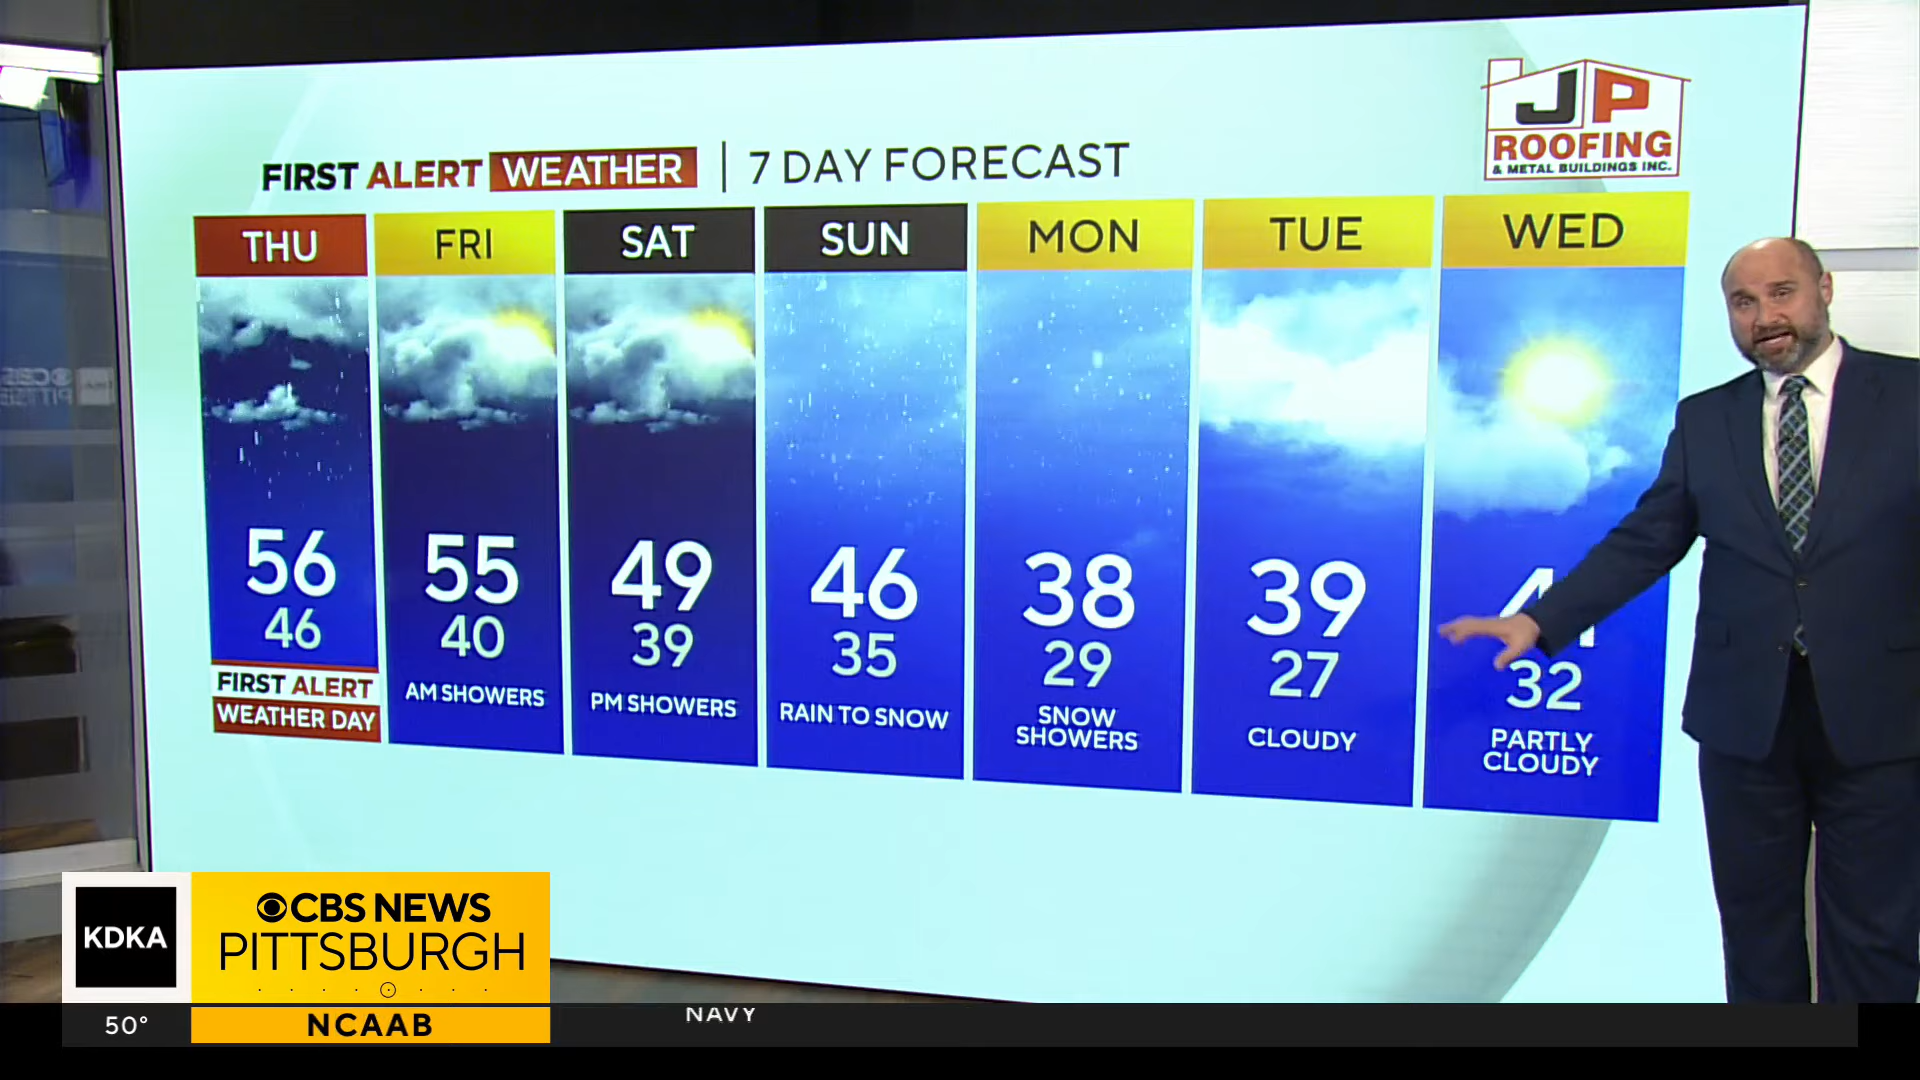 JP
ROOFING
& METAL BUILDINGS INC.
FIRST ALERT WEATHER | 7 DAY FORECAST
THU
56
46
FIRST ALERT
WEATHER DAY
FRI
55
40
AM SHOWERS
SAT
49
39
PM SHOWERS
SUN
46
35
RAIN TO SNOW
MON
38
29
SNOW
SHOWERS
TUE
39
27
CLOUDY
WED
32
PARTLY
CLOUDY
KDKA
CBS NEWS
PITTSBURGH
50°
NCAAB
NAVY